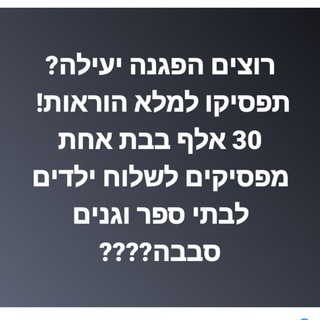 רוצים הפגנה יעילה?
תפסיקו למלא הוראות!
30 אלף בבת אחת
מפסיקים לשלוח ילדים
לבתי ספר וגנים
סבבה????